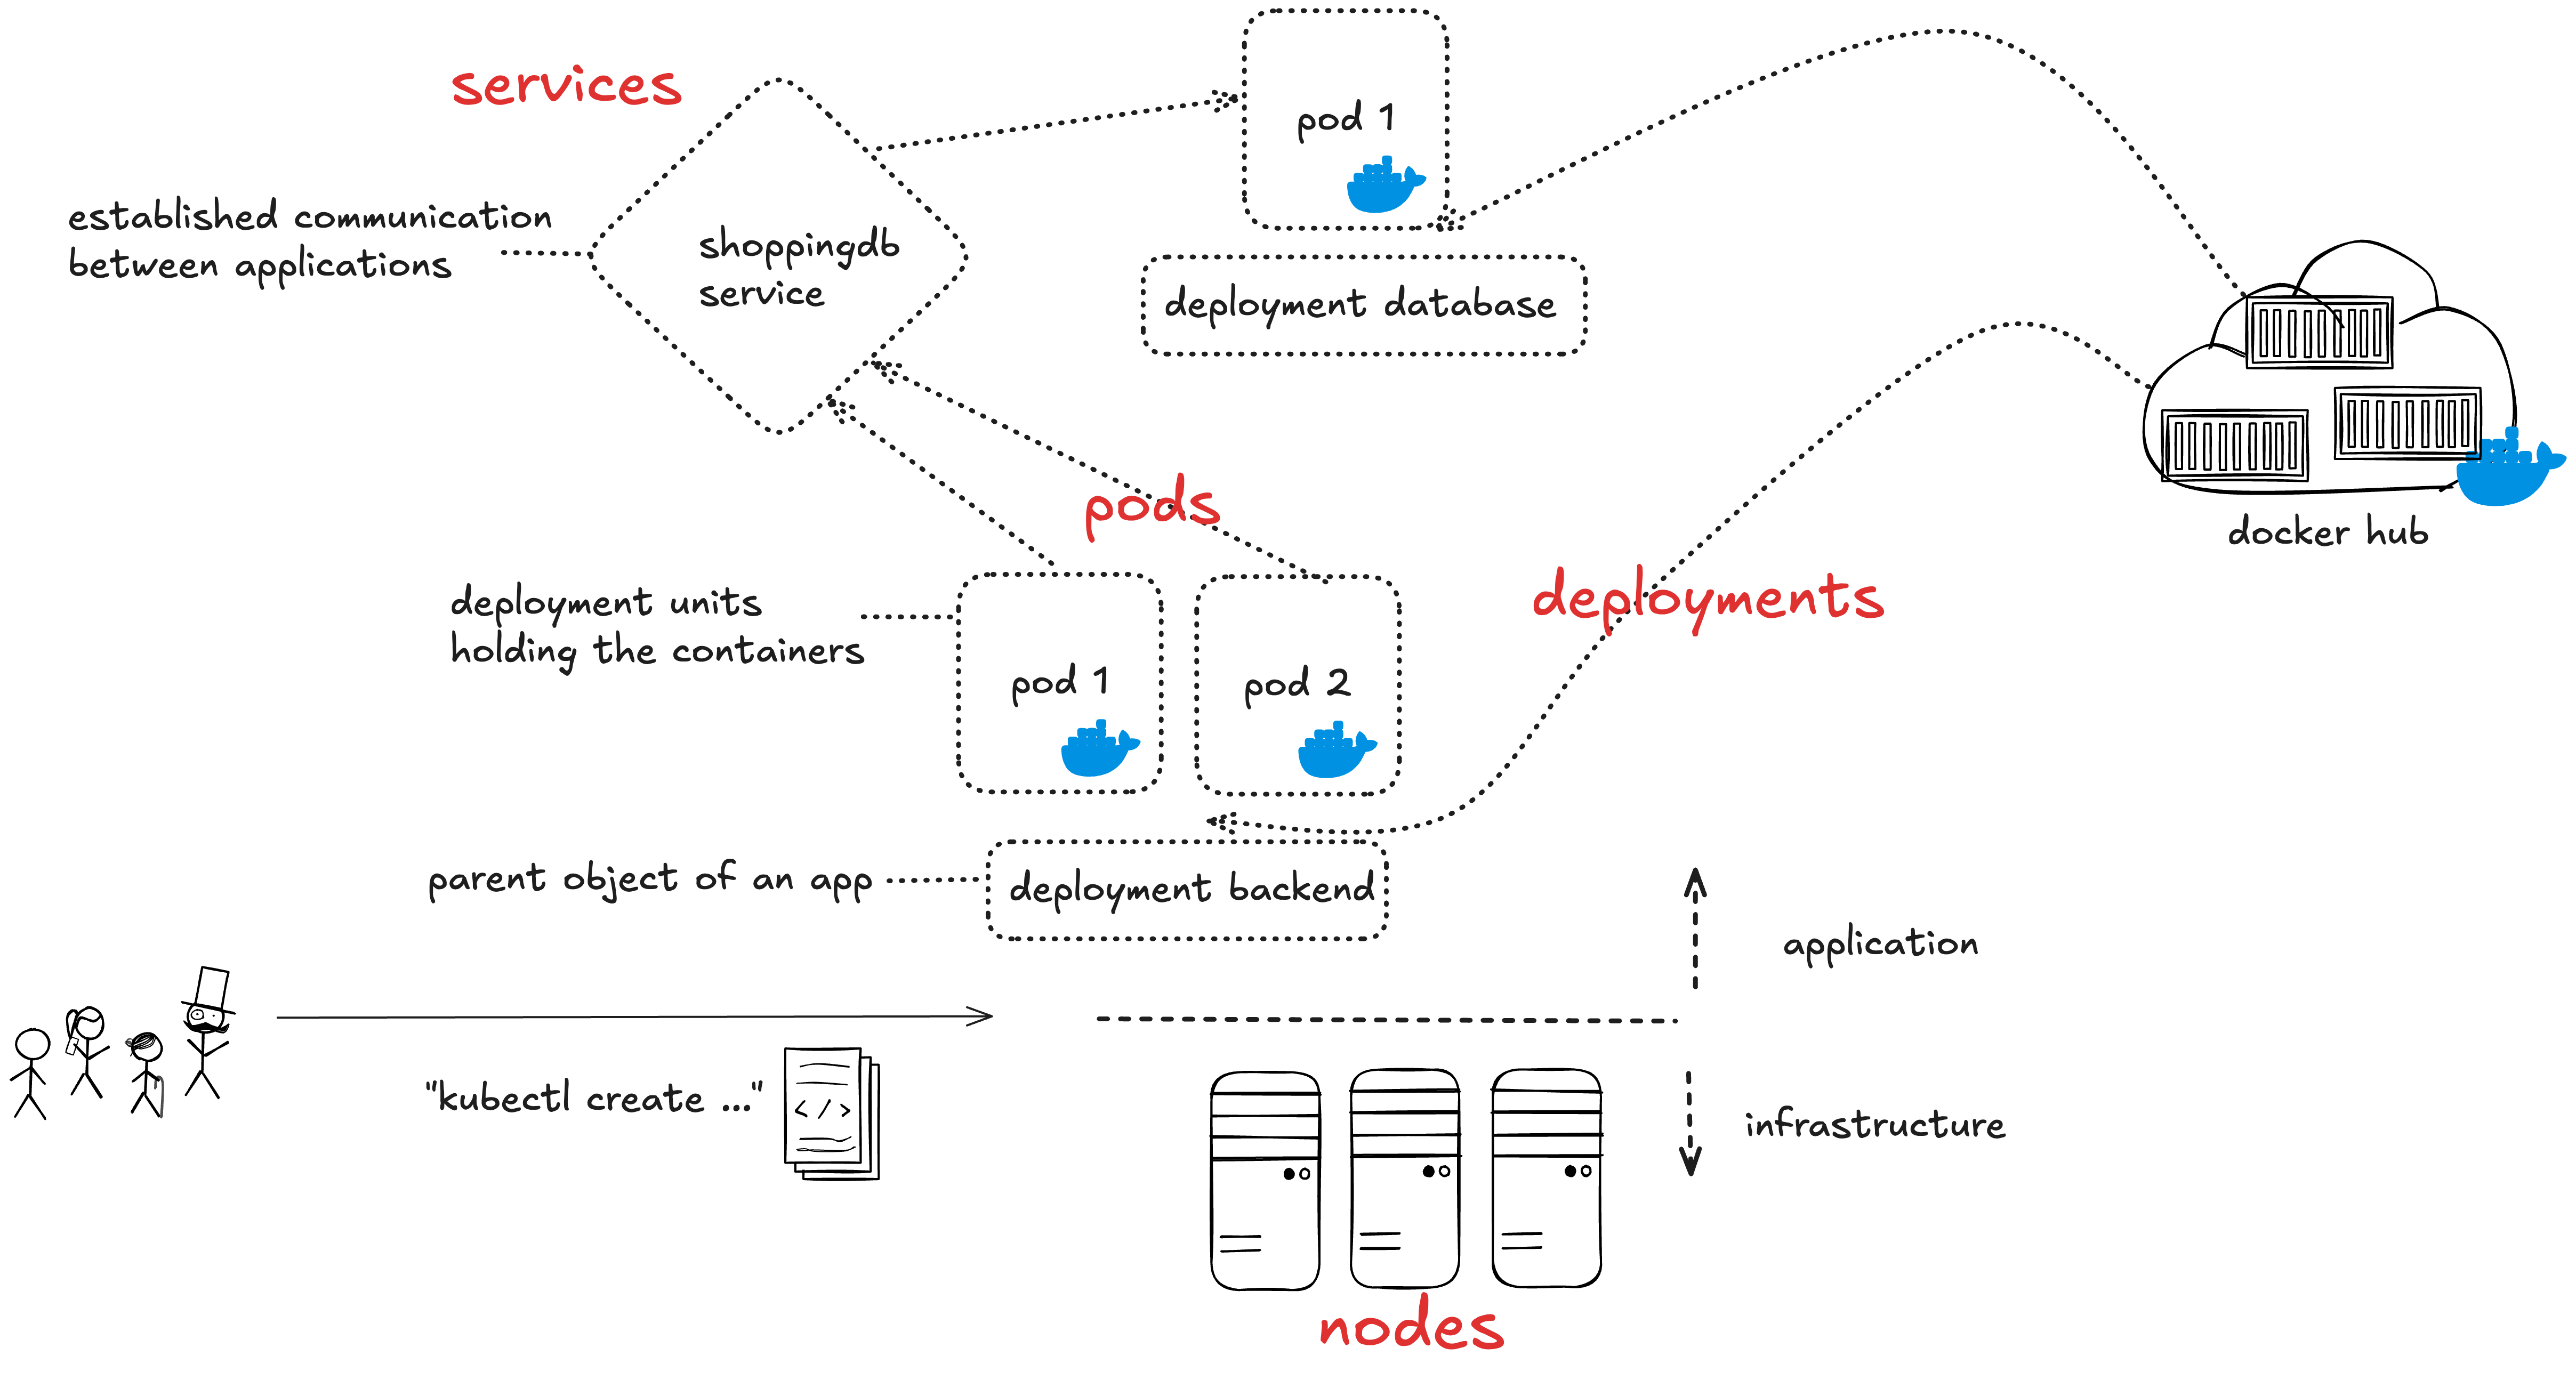 services
pod 1
established communication
between applications
shoppingdb
service
deployment database
pods
docker hub
deployment units
holding the containers
deployments
pod 1
pod 2
parent object of an app
deployment backend
application
"kubectl create ..."
</>
infrastructure
nodes